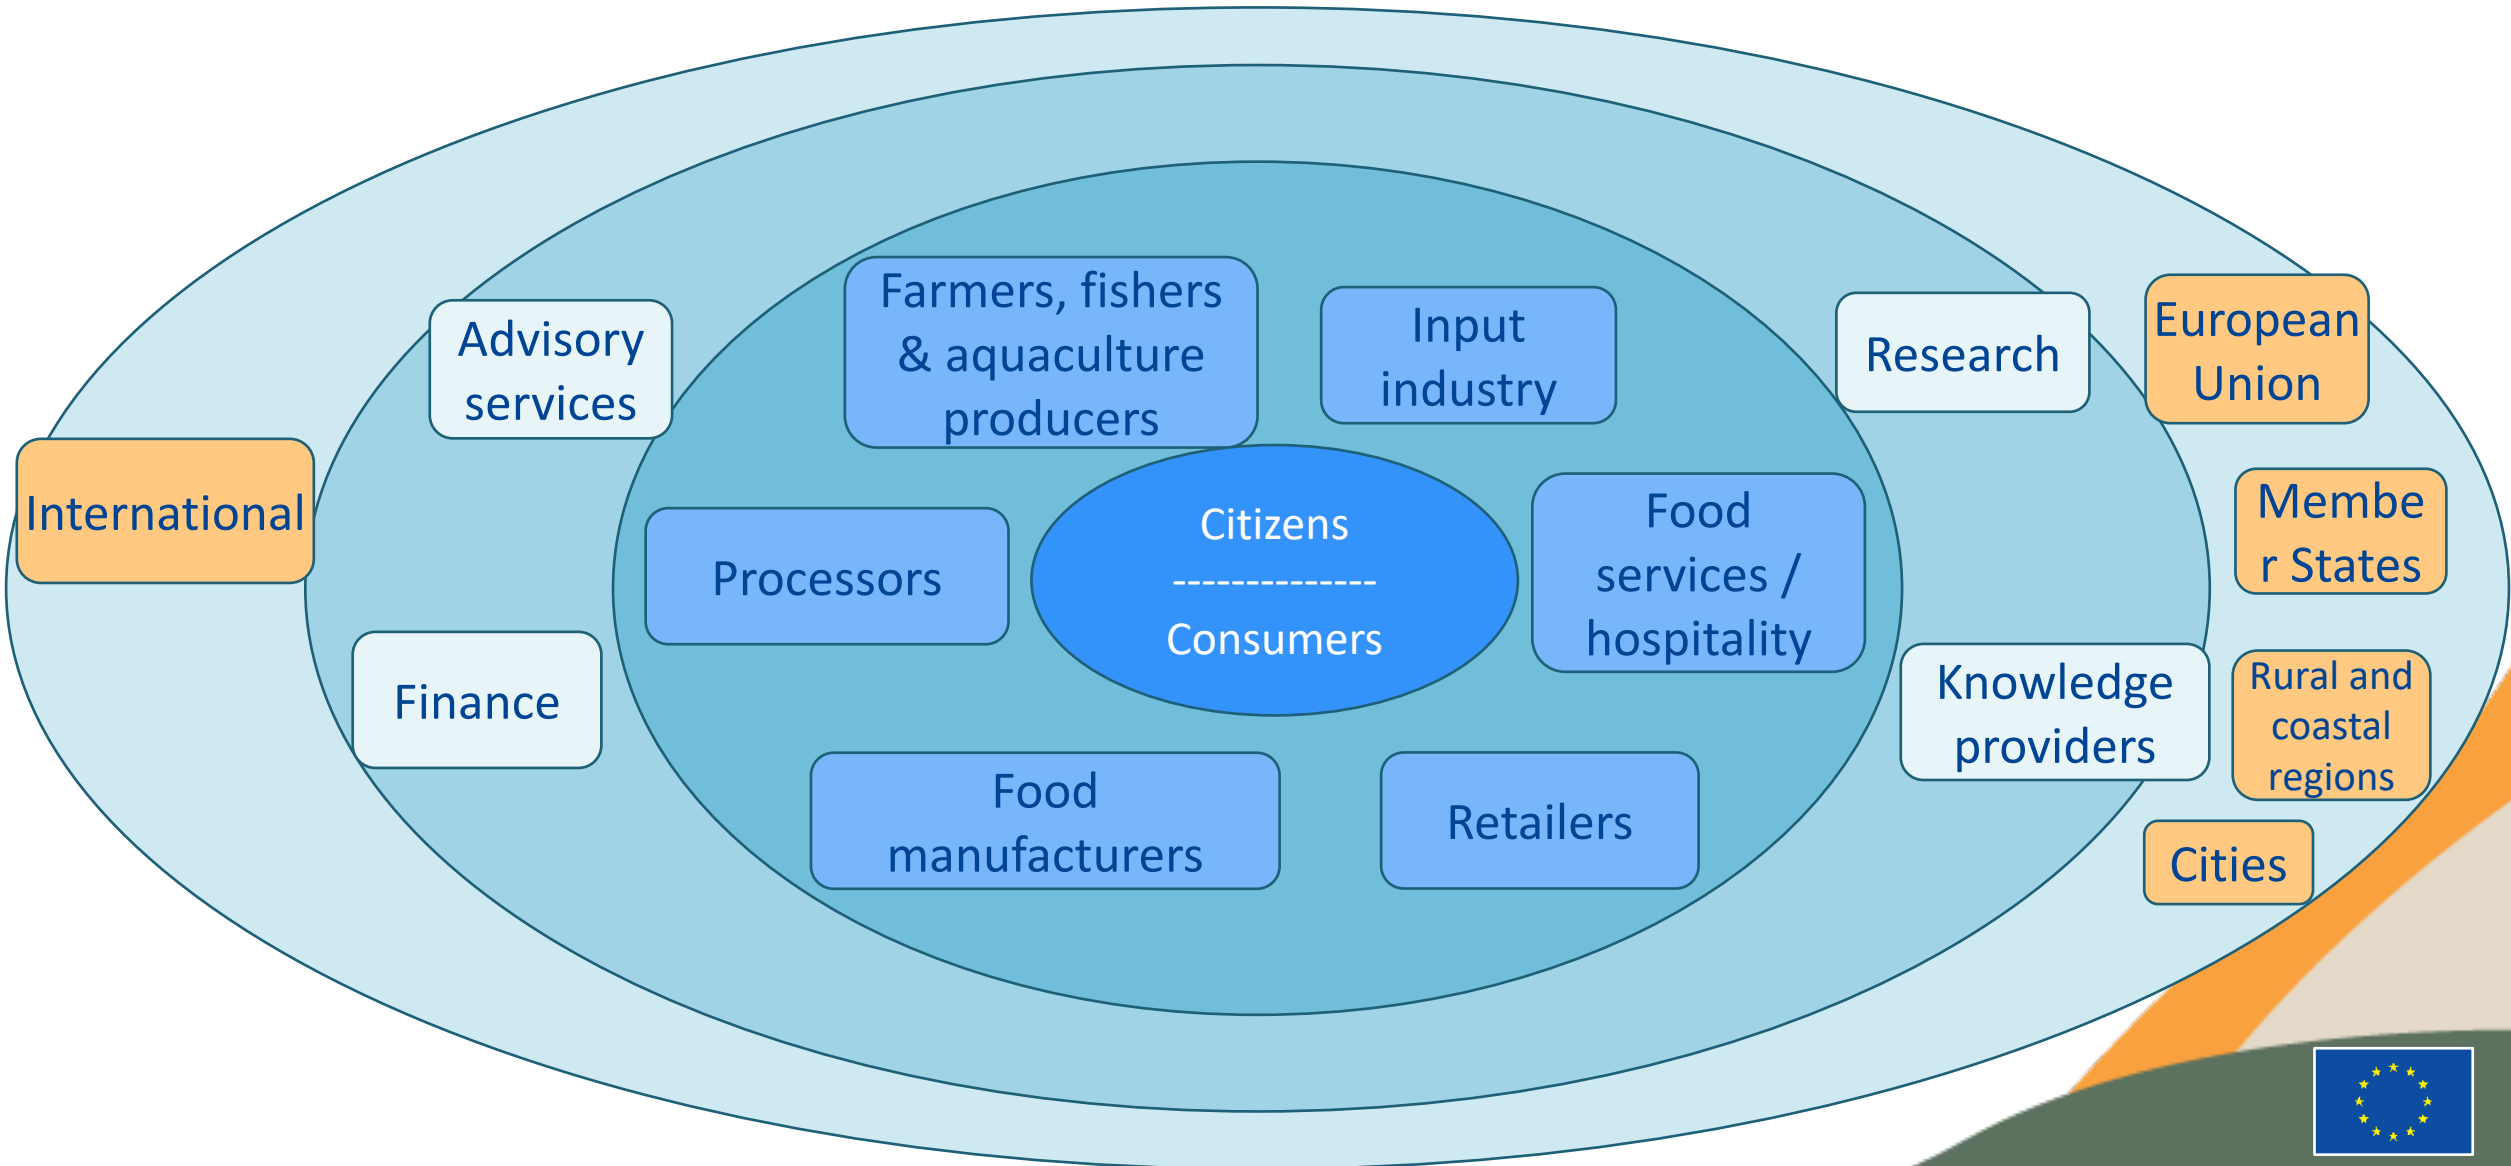 Farmers, fishers
& aquaculture
producers
Input
industry
Advisory
services
Research
European
Union
International
Citizens
--------------
Consumers
Processors
Food
services /
hospitality
Membe
r States
Finance
Knowledge
providers
Rural and
coastal
regions
Food
manufacturers
Retailers
Cities